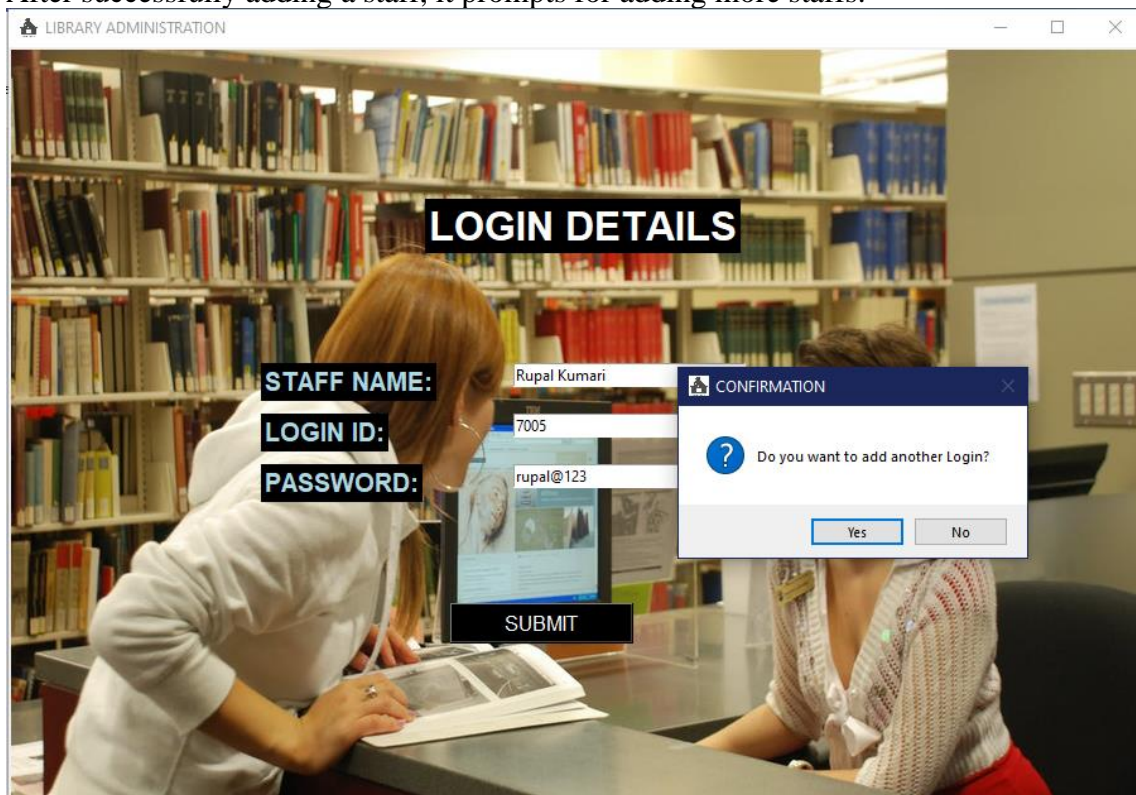 After successfully adding a staff, it prompts for adding more staffs.
LIBRARY ADMINISTRATION
LOGIN DETAILS
STAFF NAME: Rupal Kumari
CONFIRMATION
LOGIN ID: 7005
Do you want to add another Login?
PASSWORD: rupal@123
Yes No
SUBMIT